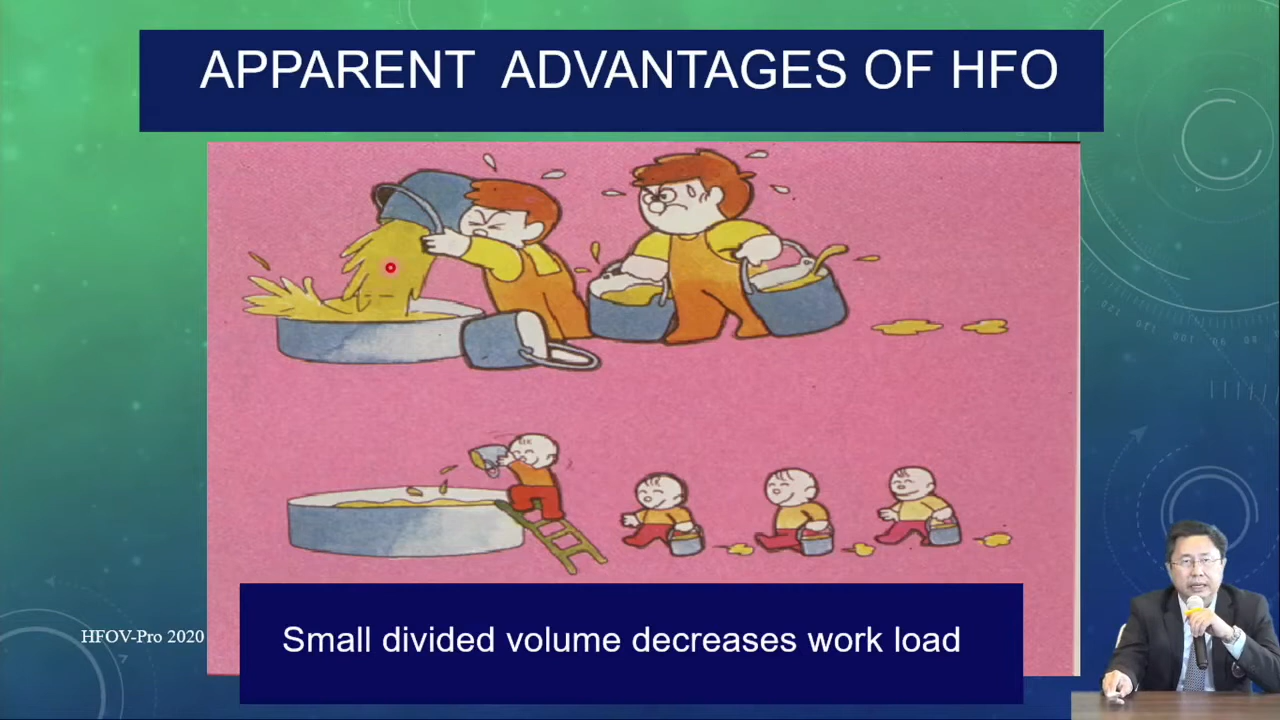 APPARENT ADVANTAGES OF HFO
HFOV-Pro 2020
Small divided volume decreases work load